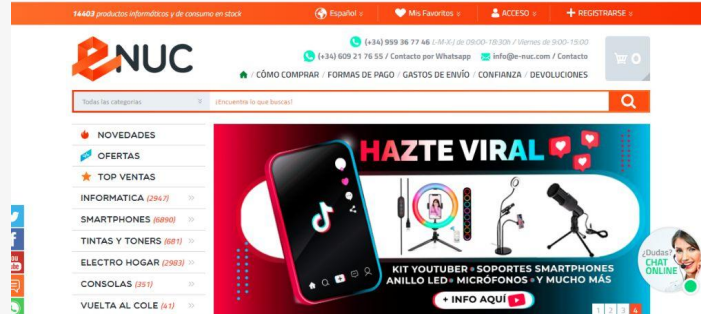 14403 productos informáticos y de consumo en stock
Español
Mis Favoritos
ACCESO
REGISTRARSE
eNUC
(+34) 959 36 77 46 (L-M-X-J de 09:00-18:30h / Viernes de 9:00-15:00
(+34) 609 21 76 55 / Contacto por Whatsapp
info@e-nuc.com / Contacto
0
/ CÓMO COMPRAR / FORMAS DE PAGO / GASTOS DE ENVÍO / CONFIANZA / DEVOLUCIONES
Todas las categorías
¡Encuentra lo que buscas!
NOVEDADES
OFERTAS
TOP VENTAS
INFORMATICA (2947)
SMARTPHONES (6890)
TINTAS Y TONERS (681)
ELECTRO HOGAR (2983)
CONSOLAS (351)
VUELTA AL COLE (41)
HAZTE VIRAL
KIT YOUTUBER • SOPORTES SMARTPHONES
ANILLO LED • MICRÓFONOS • Y MUCHO MÁS
+ INFO AQUÍ
1 2 3 4
¿Dudas?
CHAT
ONLINE